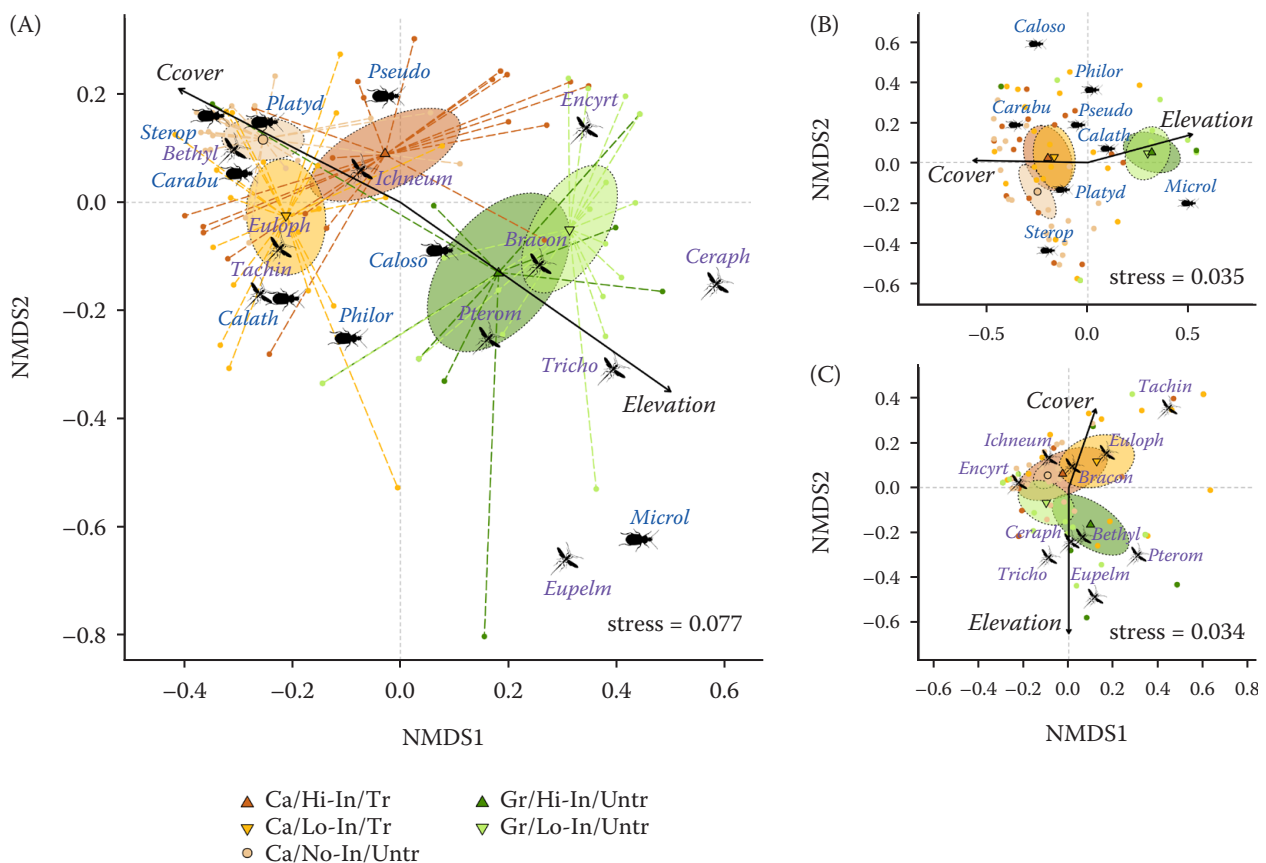 (A)
Ccover
Pseudo
Platyd
Encyrt
Sterop
Bethyl
Carabu
Ichneum
Euloph
Bracon
Caloso
Ceraph
Tachin
Calath
Philor
Pterom
Tricho
Elevation
Microl
Eupelm
stress = 0.077
NMDS2
0.2
0.0
−0.2
−0.4
−0.6
−0.8
−0.4
−0.2
0.0
0.2
0.4
0.6
NMDS1
(B)
Caloso
Philor
Carabu
Pseudo
Calath
Elevation
Ccover
Platyd
Microl
Sterop
stress = 0.035
NMDS2
0.6
0.4
0.2
0.0
−0.2
−0.4
−0.6
−0.5
0.0
0.5
(C)
Tachin
Ccover
Ichneum
Euloph
Encyrt
Bracon
Ceraph
Bethyl
Tricho
Eupelm
Pterom
Elevation
stress = 0.034
NMDS2
0.4
0.2
0.0
−0.2
−0.4
−0.6
−0.6
−0.4
−0.2
0.0
0.2
0.4
0.6
0.8
NMDS1
Ca/Hi-In/Tr
Ca/Lo-In/Tr
Ca/No-In/Untr
Gr/Hi-In/Untr
Gr/Lo-In/Untr